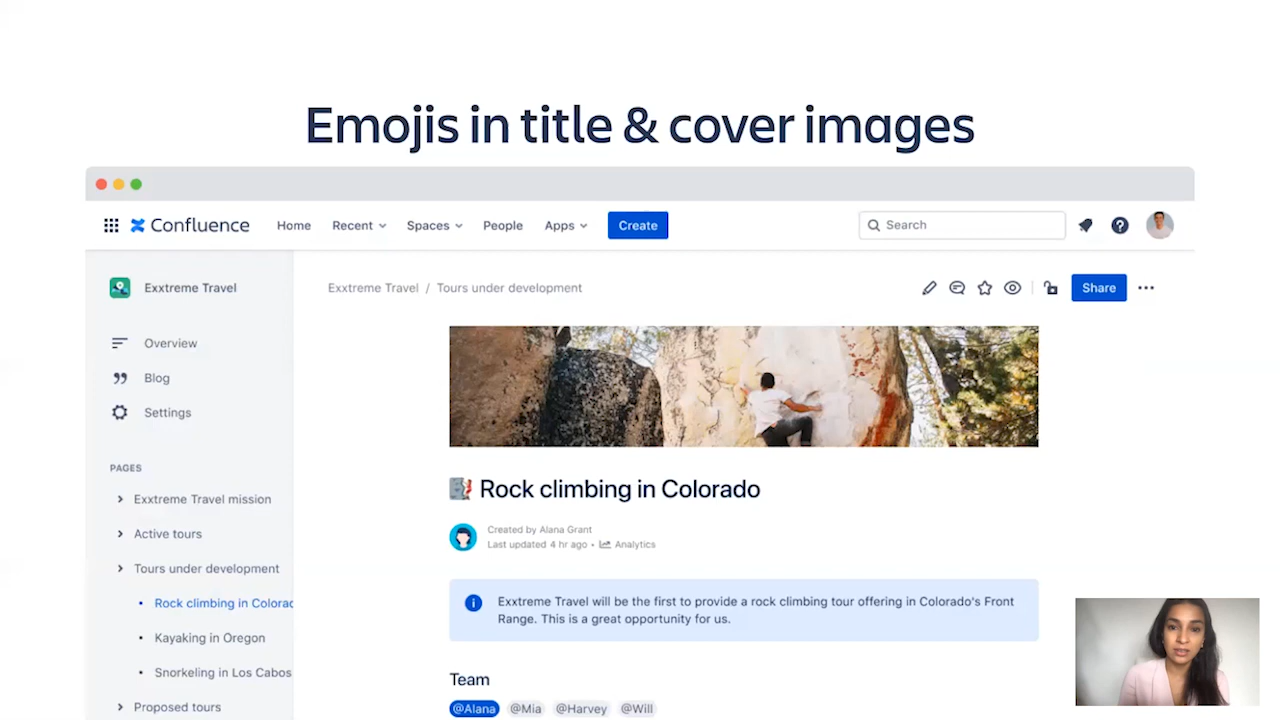 Emojis in title & cover images
Confluence Home Recent Spaces People Apps Create Search
Exxtreme Travel
Overview
Blog
Settings
PAGES
Exxtreme Travel mission
Active tours
Tours under development
Rock climbing in Colorad
Kayaking in Oregon
Snorkeling in Los Cabos
Proposed tours
Exxtreme Travel / Tours under development Share
Rock climbing in Colorado
Created by Alana Grant
Last updated 4 hr ago • Analytics
Exxtreme Travel will be the first to provide a rock climbing tour offering in Colorado's Front
Range. This is a great opportunity for us.
Team
@Alana @Mia @Harvey @Will